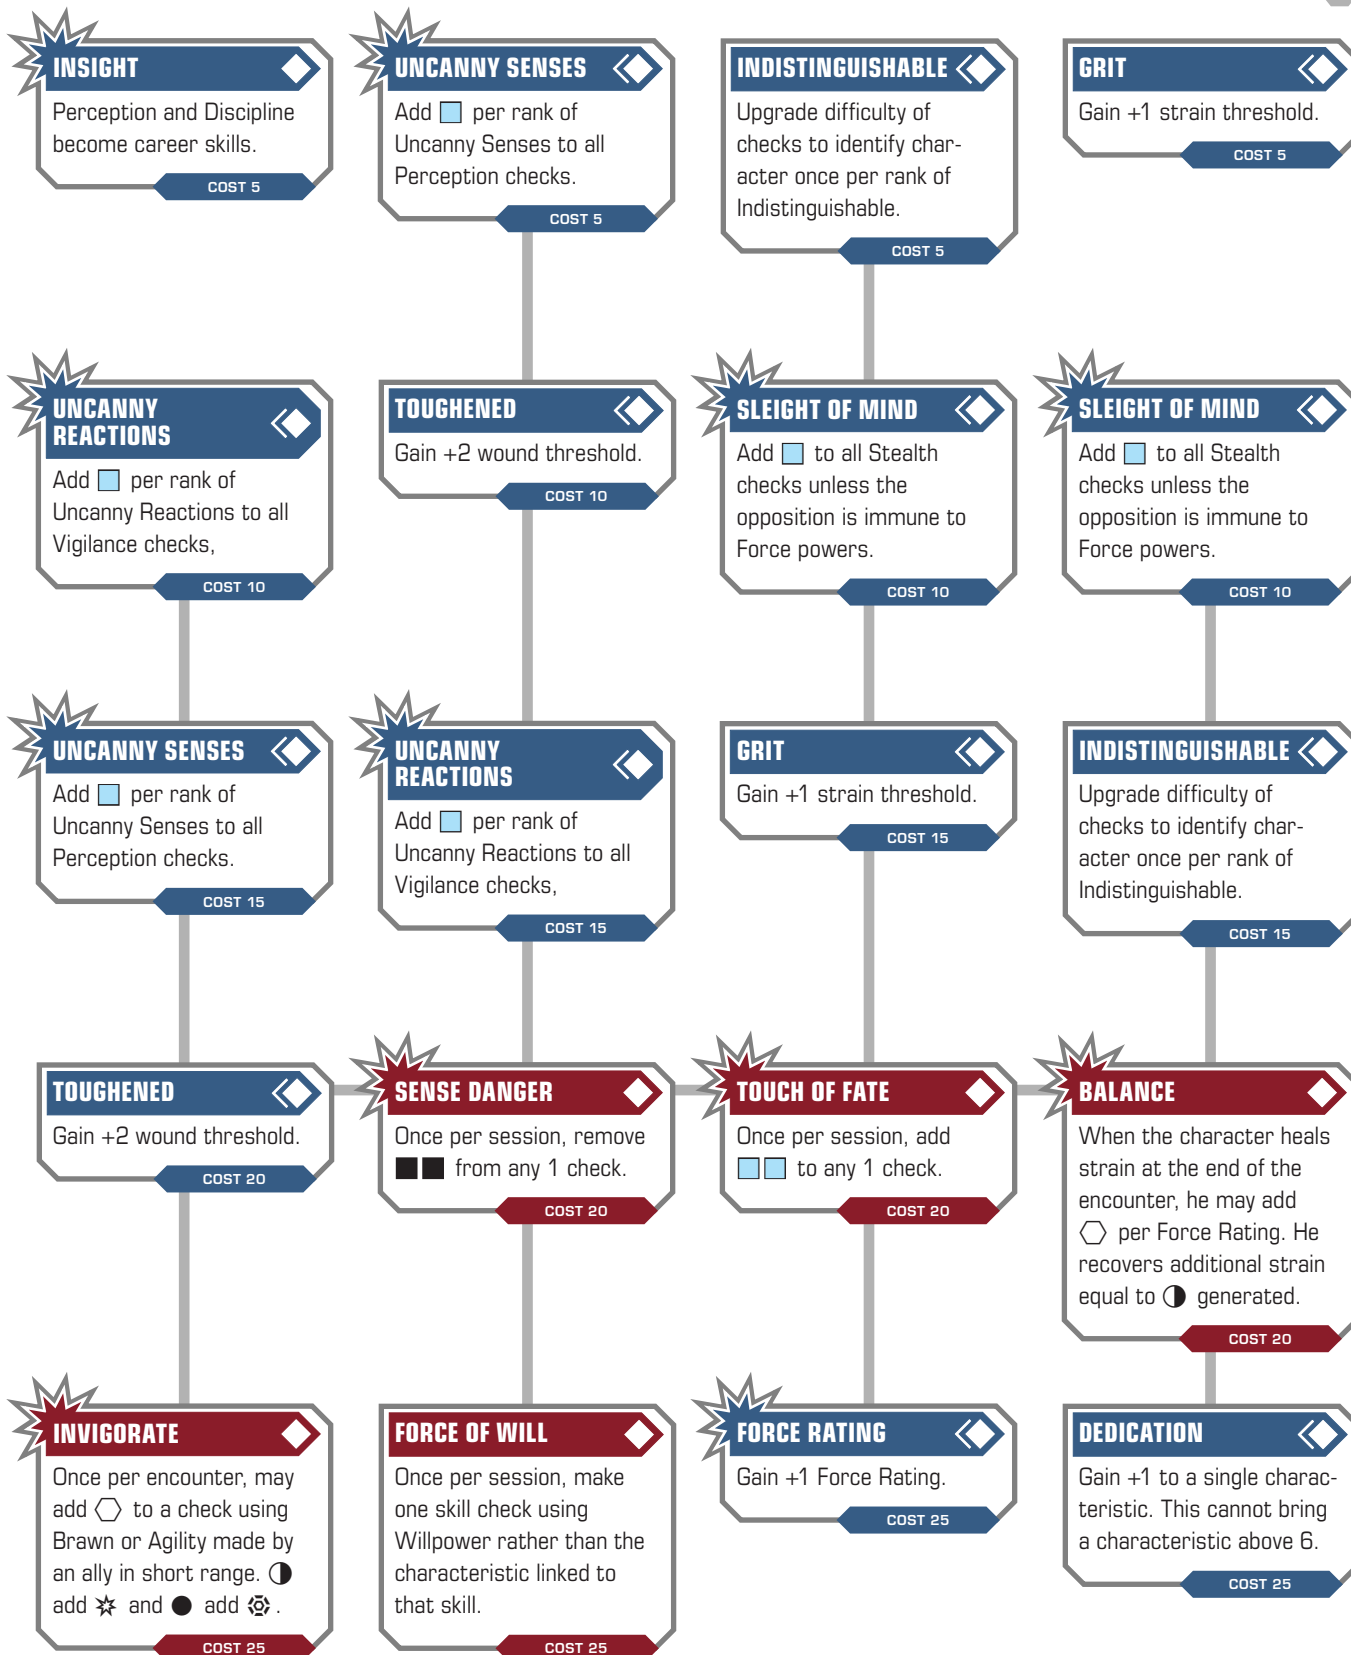 INSIGHT
Perception and Discipline
become career skills.
COST 5
UNCANNY SENSES
Add per rank of
Uncanny Senses to all
Perception checks.
COST 5
INDISTINGUISHABLE
Upgrade difficulty of
checks to identify char-
acter once per rank of
Indistinguishable.
COST 5
GRIT
Gain +1 strain threshold.
COST 5
UNCANNY
REACTIONS
Add per rank of
Uncanny Reactions to all
Vigilance checks,
COST 10
TOUGHENED
Gain +2 wound threshold.
COST 10
SLEIGHT OF MIND
Add to all Stealth
checks unless the
opposition is immune to
Force powers.
COST 10
SLEIGHT OF MIND
Add to all Stealth
checks unless the
opposition is immune to
Force powers.
COST 10
UNCANNY SENSES
Add per rank of
Uncanny Senses to all
Perception checks.
COST 15
UNCANNY
REACTIONS
Add per rank of
Uncanny Reactions to all
Vigilance checks,
COST 15
GRIT
Gain +1 strain threshold.
COST 15
INDISTINGUISHABLE
Upgrade difficulty of
checks to identify char-
acter once per rank of
Indistinguishable.
COST 15
TOUGHENED
Gain +2 wound threshold.
COST 20
SENSE DANGER
Once per session, remove
from any 1 check.
COST 20
TOUCH OF FATE
Once per session, add
to any 1 check.
COST 20
BALANCE
When the character heals
strain at the end of the
encounter, he may add
per Force Rating. He
recovers additional strain
equal to generated.
COST 20
INVIGORATE
Once per encounter, may
add to a check using
Brawn or Agility made by
an ally in short range.
add and add .
COST 25
FORCE OF WILL
Once per session, make
one skill check using
Willpower rather than the
characteristic linked to
that skill.
COST 25
FORCE RATING
Gain +1 Force Rating.
COST 25
DEDICATION
Gain +1 to a single charac-
teristic. This cannot bring
a characteristic above 6.
COST 25